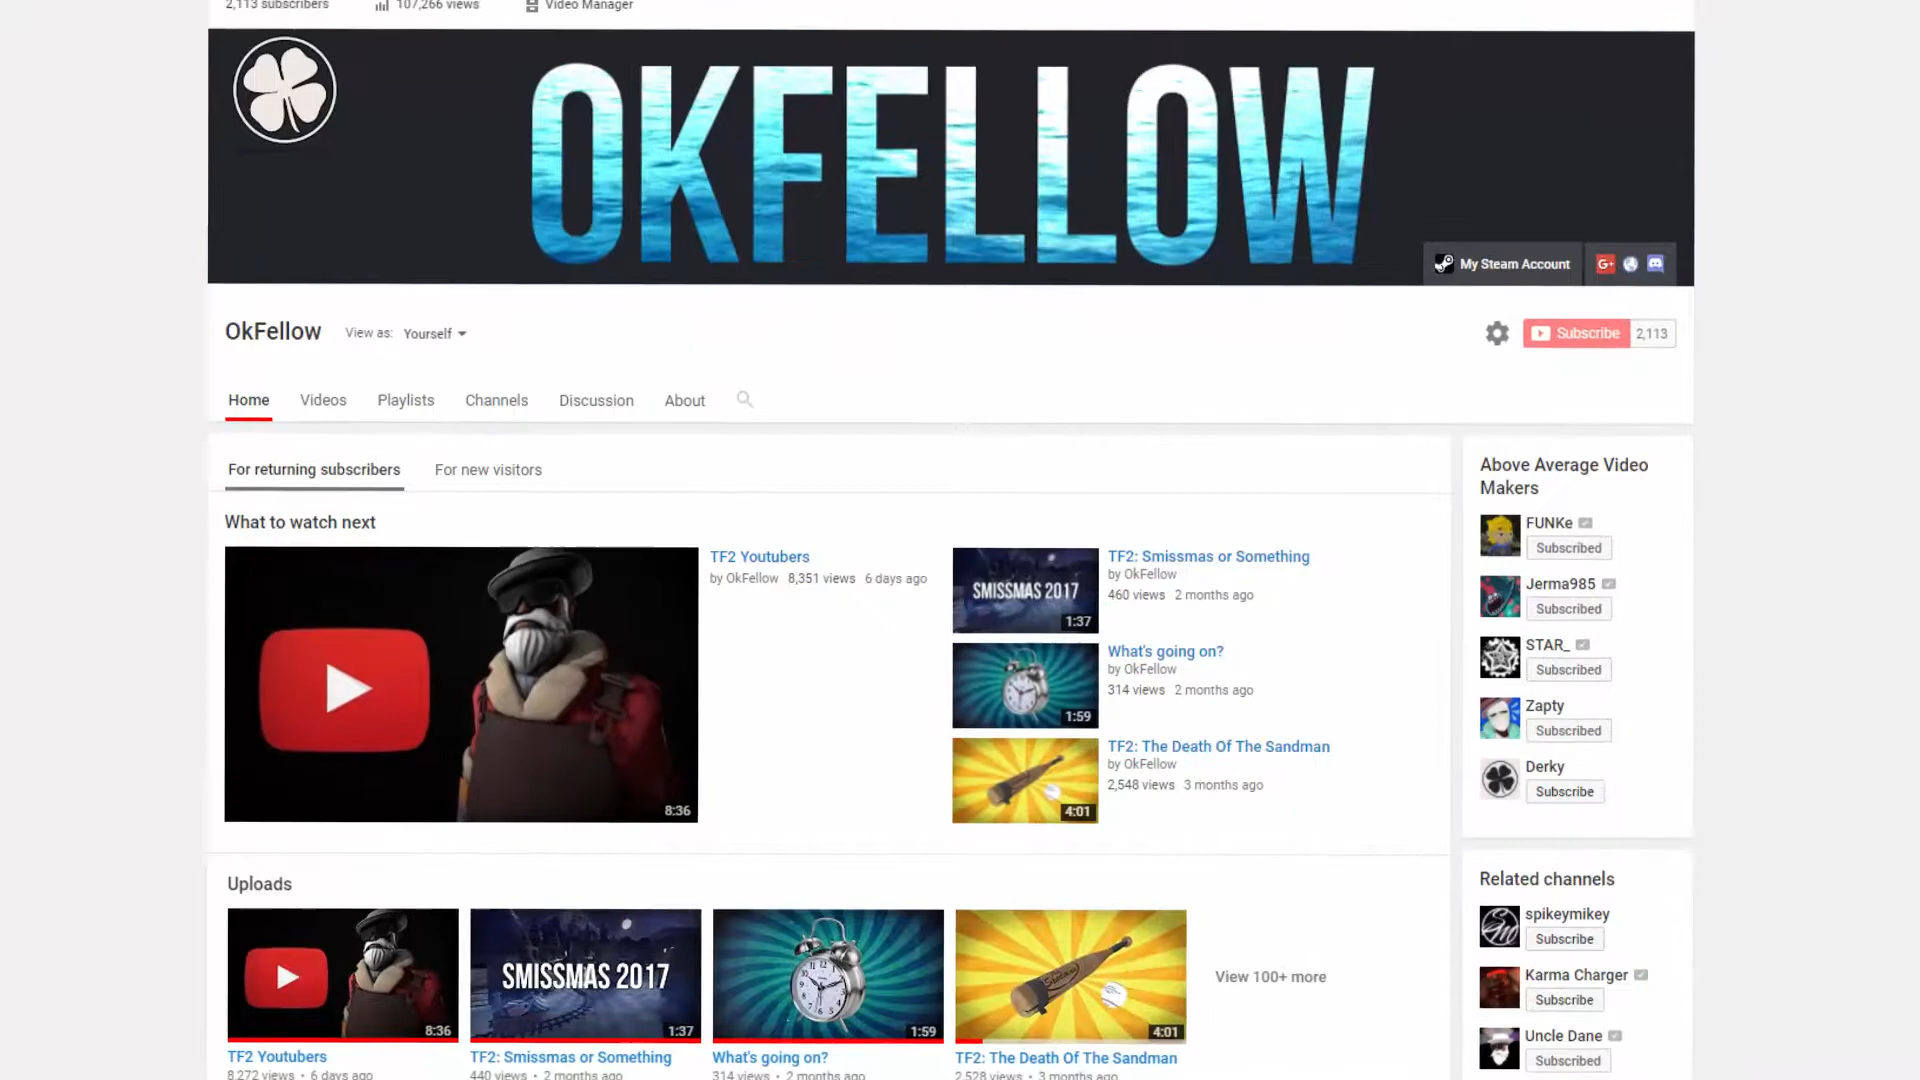 2,113 subscribers 107,266 views Video Manager
OKFELLOW
My Steam Account
OkFellow View as: Yourself
Subscribe 2,113
Home Videos Playlists Channels Discussion About
For returning subscribers For new visitors
What to watch next
8:36
TF2 Youtubers
by OkFellow 8,351 views 6 days ago
SMISSMAS 2017
1:37
TF2: Smissmas or Something
by OkFellow
460 views 2 months ago
1:59
What's going on?
by OkFellow
314 views 2 months ago
4:01
TF2: The Death Of The Sandman
by OkFellow
2,548 views 3 months ago
Uploads
8:36
TF2 Youtubers
8,272 views • 6 days ago
SMISSMAS 2017
1:37
TF2: Smissmas or Something
440 views • 2 months ago
1:59
What's going on?
314 views • 2 months ago
4:01
TF2: The Death Of The Sandman
2,528 views • 3 months ago
View 100+ more
Above Average Video
Makers
FUNKe
Subscribed
Jerma985
Subscribed
STAR_
Subscribed
Zapty
Subscribed
Derky
Subscribe
Related channels
spikeymikey
Subscribe
Karma Charger
Subscribe
Uncle Dane
Subscribed